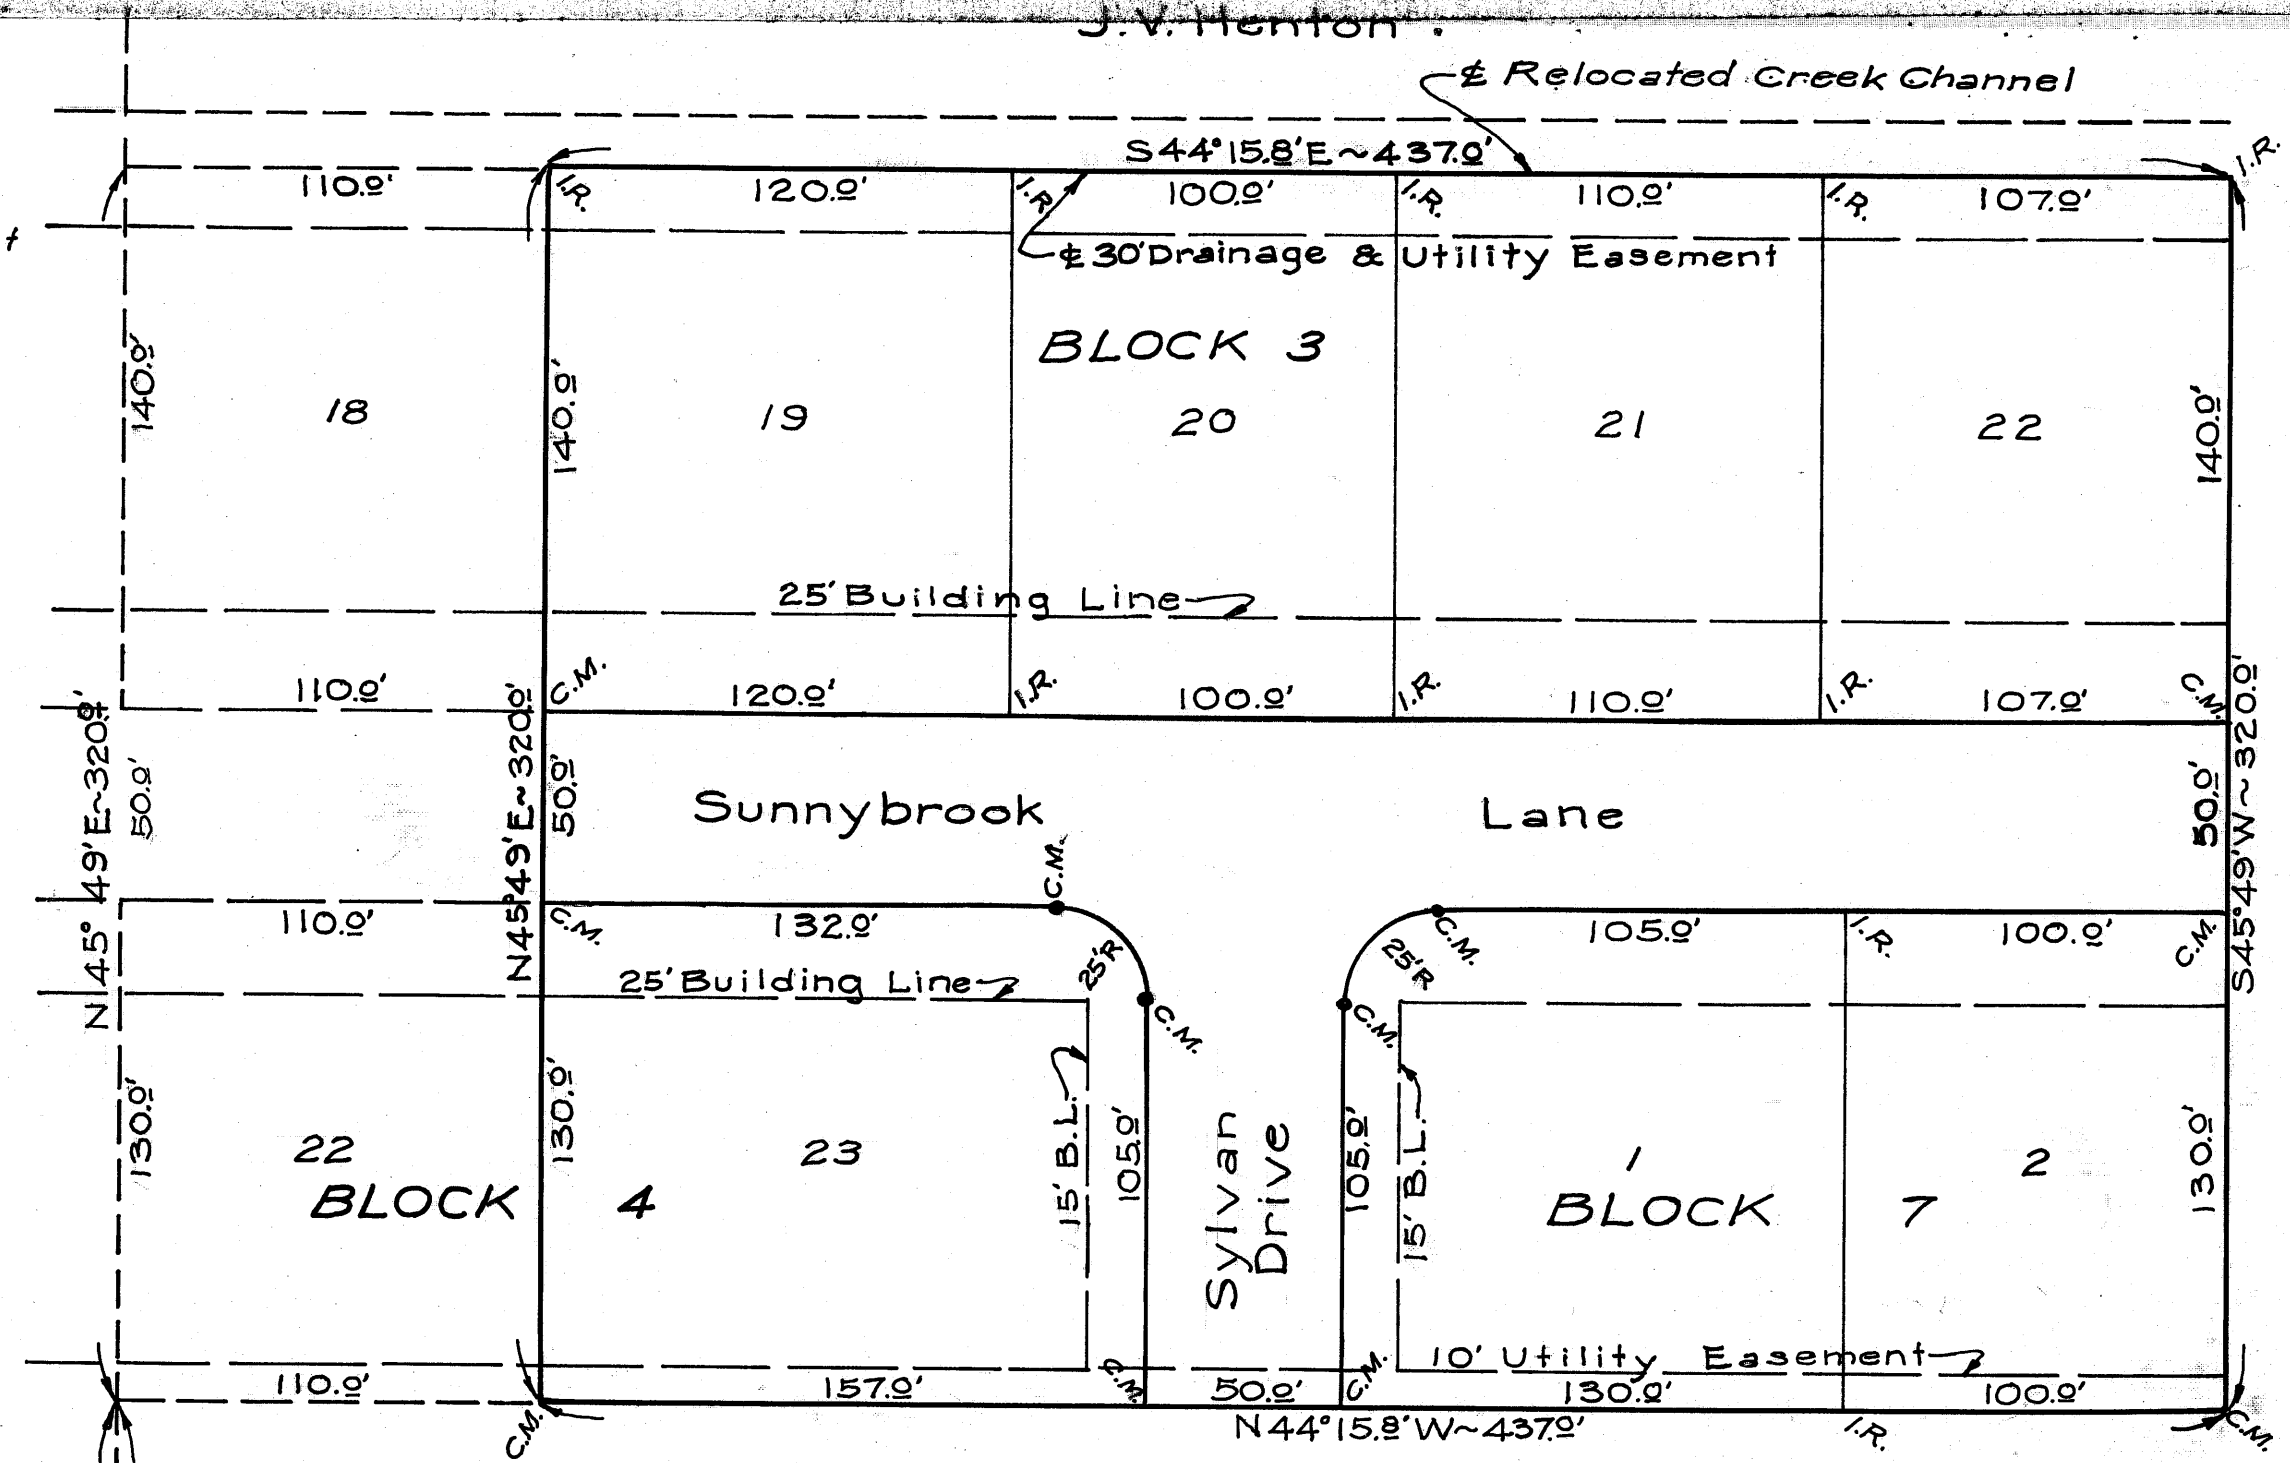 J.V. Henton
℄ Relocated Creek Channel
S44°15.8'E~437.0'
I.R.
110.0'
I.R.
120.0'
I.R.
100.0'
I.R.
110.0'
I.R.
107.0'
℄ 30' Drainage & Utility Easement
BLOCK 3
140.0'
18
140.0'
19
20
21
22
140.0'
25' Building Line
110.0'
C.M.
120.0'
I.R.
100.0'
I.R.
110.0'
I.R.
107.0'
C.M.
N45° 49'E~320.0'
50.0'
N45°49'E~320.0'
50.0'
Sunnybrook Lane
50.0'
S45°49'W~320.0'
C.M.
110.0'
C.M.
132.0'
25'R
25'R
C.M.
105.0'
I.R.
100.0'
C.M.
25' Building Line
C.M.
C.M.
130.0'
22
130.0'
23
15' B.L.
105.0'
Sylvan
Drive
105.0'
15' B.L.
1
2
130.0'
BLOCK 4
BLOCK 7
10' Utility Easement
110.0'
C.M.
157.0'
C.M.
50.0'
C.M.
130.0'
I.R.
100.0'
C.M.
N44°15.8'W~437.0'